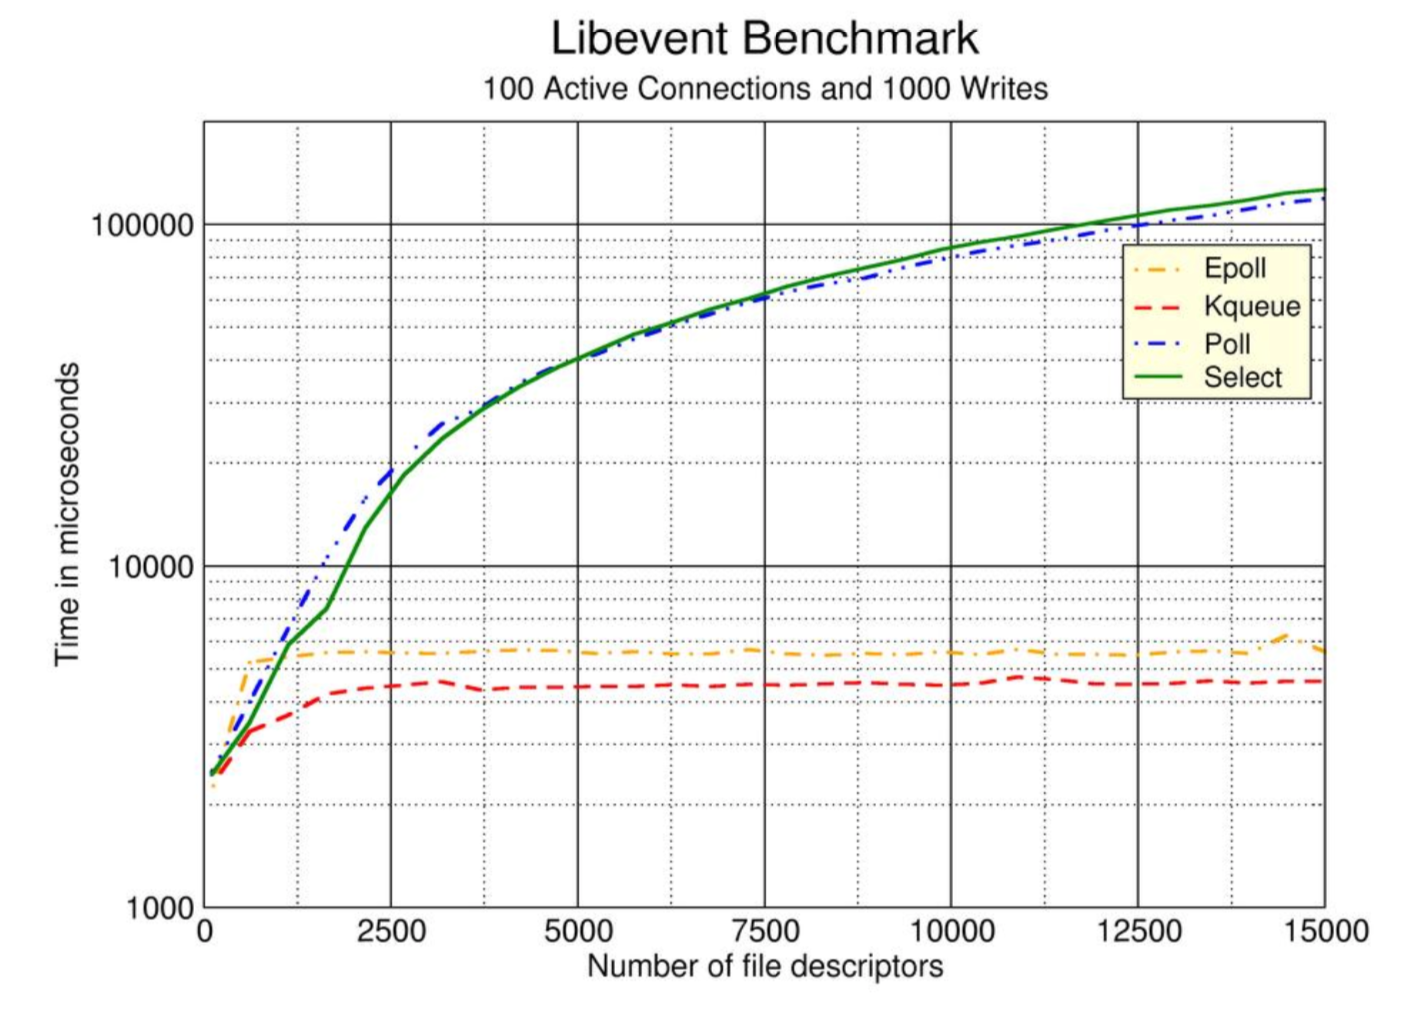 Libevent Benchmark
100 Active Connections and 1000 Writes
100000
10000
1000
Time in microseconds
Epoll
Kqueue
Poll
Select
0 2500 5000 7500 10000 12500 15000
Number of file descriptors